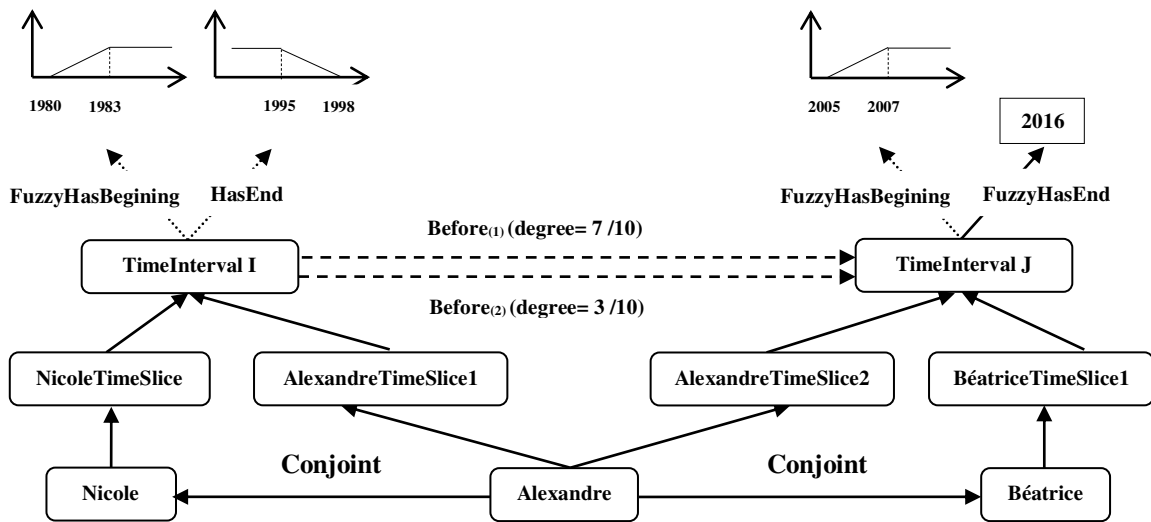 1980 1983 1995 1998 2005 2007
2016
FuzzyHasBegining HasEnd FuzzyHasBegining FuzzyHasEnd
Before(1) (degree= 7 /10)
TimeInterval I TimeInterval J
Before(2) (degree= 3 /10)
NicoleTimeSlice AlexandreTimeSlice1 AlexandreTimeSlice2 BéatriceTimeSlice1
Conjoint Conjoint
Nicole Alexandre Béatrice